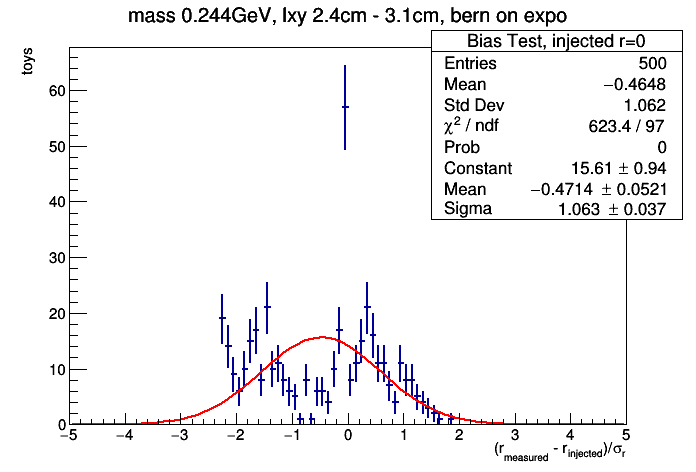 mass 0.244GeV, lxy 2.4cm - 3.1cm, bern on expo
Bias Test, injected r=0
Entries 500
Mean −0.4648
Std Dev 1.062
χ² / ndf 623.4 / 97
Prob 0
Constant 15.61 ± 0.94
Mean −0.4714 ± 0.0521
Sigma 1.063 ± 0.037
toys
60
50
40
30
20
10
0
−5 −4 −3 −2 −1 0 1 2 3 4 5
(r_measured - r_injected)/σ_r